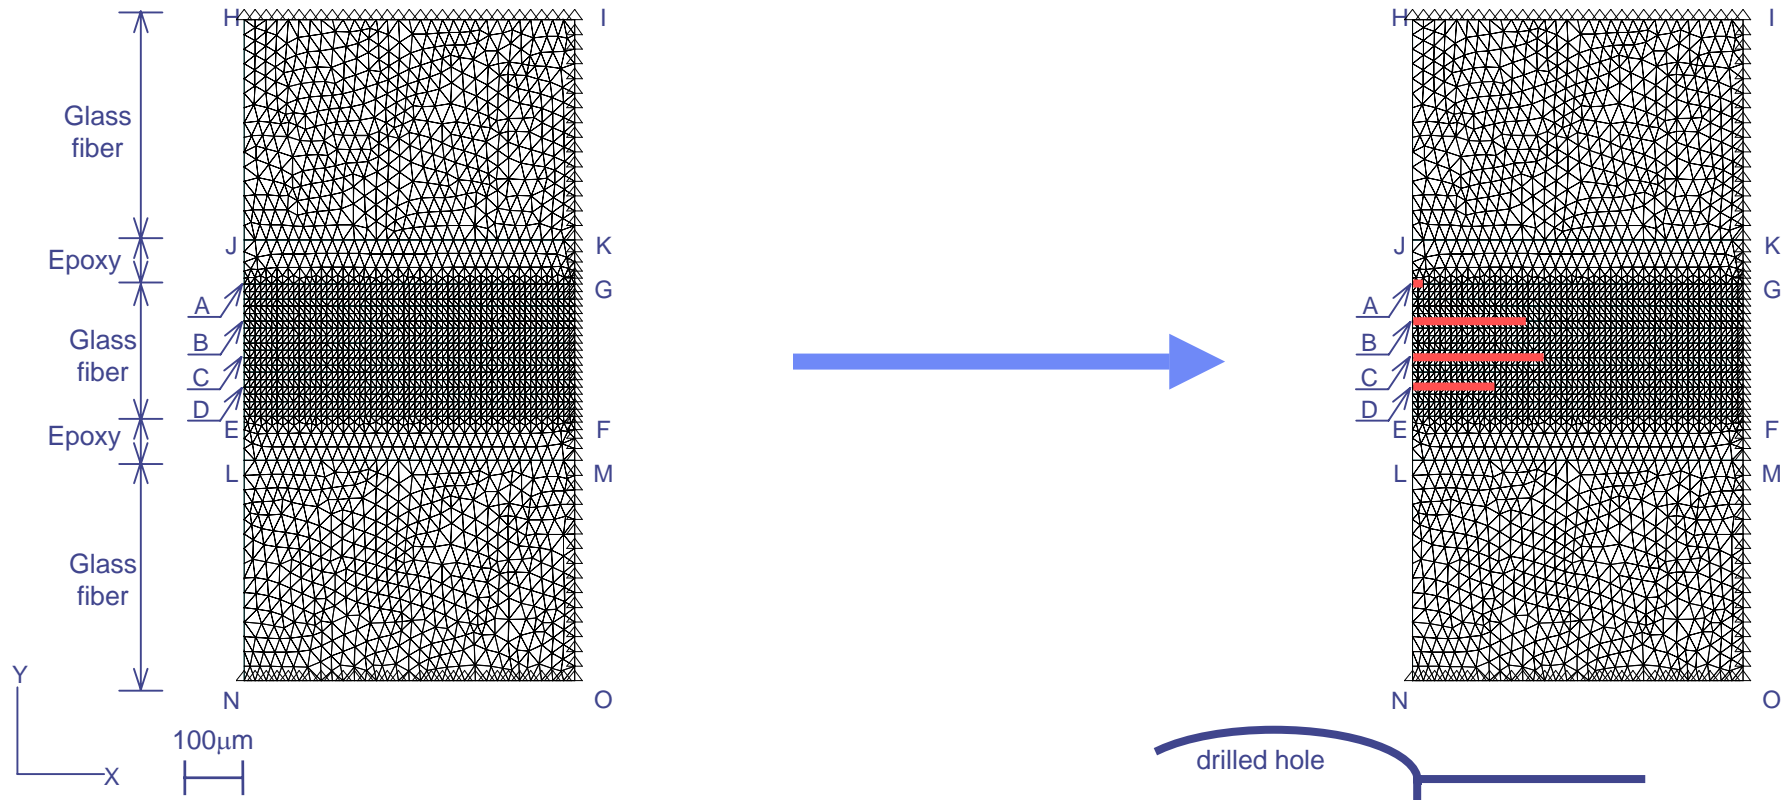 H I
Glass
fiber
J K
Epoxy
G
A
B
Glass
fiber
C
D
E F
Epoxy
L M
Glass
fiber
N O
Y
X
100μm
H I
J K
G
A
B
C
D
E F
L M
N O
drilled hole